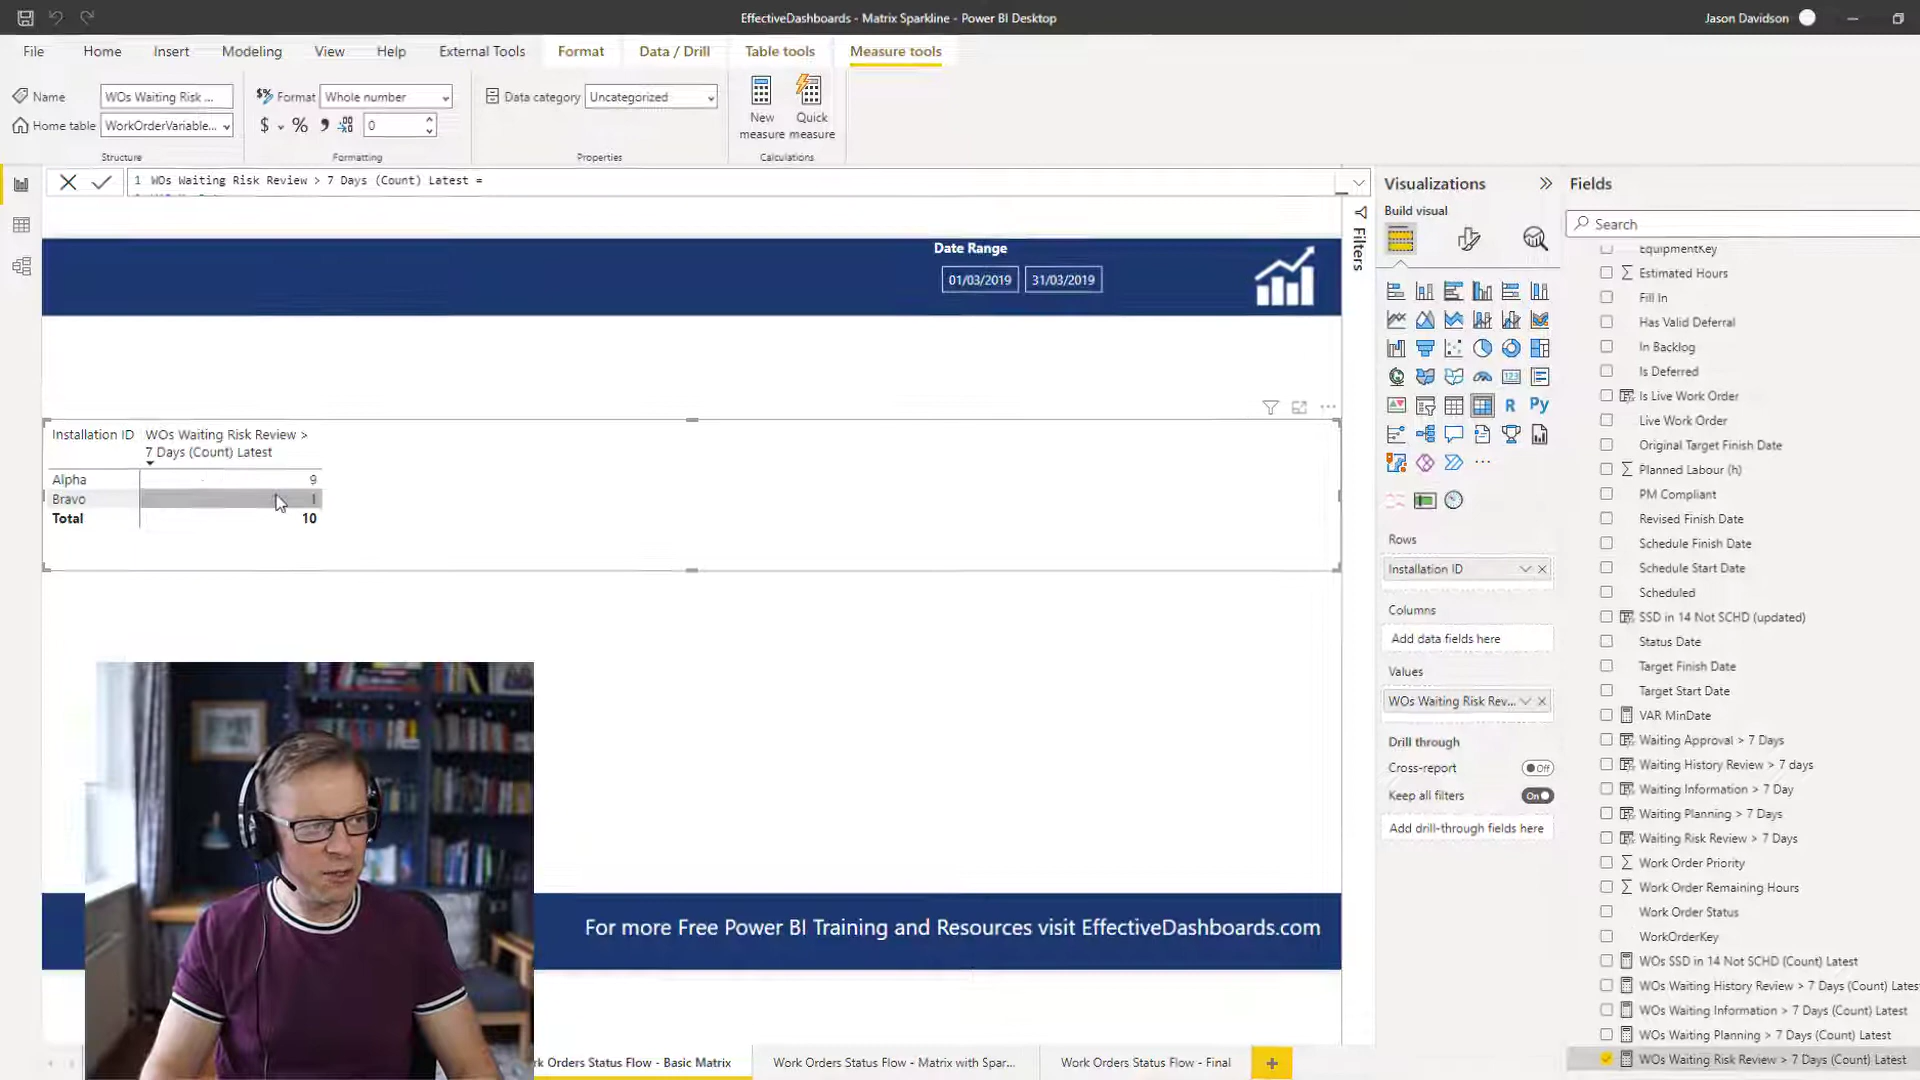 EffectiveDashboards - Matrix Sparkline - Power BI Desktop
Jason Davidson
File
Home
Insert
Modeling
View
Help
External Tools
Format
Data / Drill
Table tools
Measure tools
Name
WOs Waiting Risk ...
Home table
WorkOrderVariable...
Structure
Format
Whole number
$
%
0
Formatting
Data category
Uncategorized
Properties
New
measure
Quick
measure
Calculations
1 WOs Waiting Risk Review > 7 Days (Count) Latest =
Date Range
01/03/2019
31/03/2019
Installation ID
WOs Waiting Risk Review >
7 Days (Count) Latest
Alpha 9
Bravo 1
Total 10
For more Free Power BI Training and Resources visit EffectiveDashboards.com
rk Orders Status Flow - Basic Matrix
Work Orders Status Flow - Matrix with Spar...
Work Orders Status Flow - Final
+
Filters
Visualizations
Build visual
123
R
Py
...
Rows
Installation ID
Columns
Add data fields here
Values
WOs Waiting Risk Rev...
Drill through
Cross-report
Off
Keep all filters
On
Add drill-through fields here
Fields
Search
EquipmentKey
Estimated Hours
Fill In
Has Valid Deferral
In Backlog
Is Deferred
Is Live Work Order
Live Work Order
Original Target Finish Date
Planned Labour (h)
PM Compliant
Revised Finish Date
Schedule Finish Date
Schedule Start Date
Scheduled
SSD in 14 Not SCHD (updated)
Status Date
Target Finish Date
Target Start Date
VAR MinDate
Waiting Approval > 7 Days
Waiting History Review > 7 days
Waiting Information > 7 Day
Waiting Planning > 7 Days
Waiting Risk Review > 7 Days
Work Order Priority
Work Order Remaining Hours
Work Order Status
WorkOrderKey
WOs SSD in 14 Not SCHD (Count) Latest
WOs Waiting History Review > 7 Days (Count) Lates
WOs Waiting Information > 7 Days (Count) Latest
WOs Waiting Planning > 7 Days (Count) Latest
WOs Waiting Risk Review > 7 Days (Count) Latest